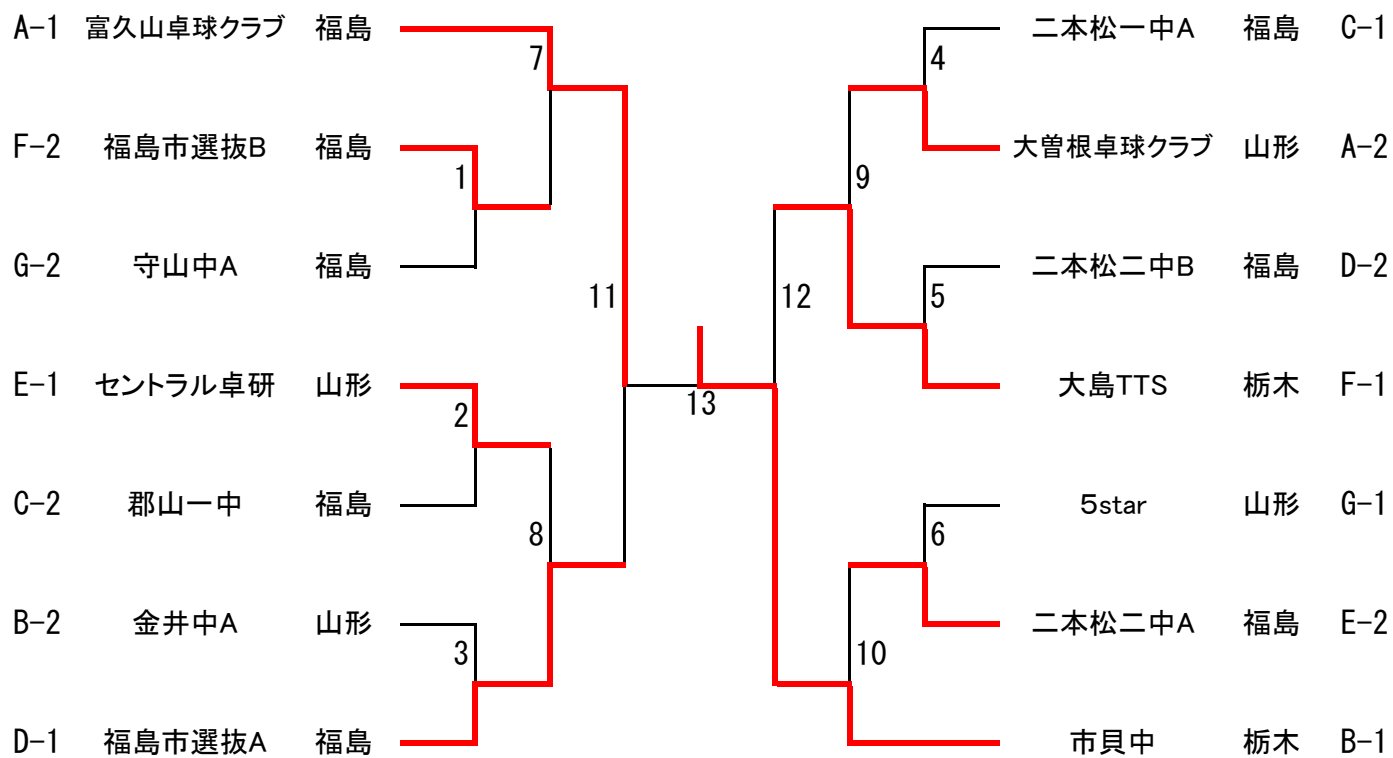 A-1 富久山卓球クラブ 福島
7
F-2 福島市選抜B 福島
1
G-2 守山中A 福島
11
E-1 セントラル卓研 山形
2
C-2 郡山一中 福島
8
B-2 金井中A 山形
3
D-1 福島市選抜A 福島
13
二本松一中A 福島 C-1
4
大曽根卓球クラブ 山形 A-2
9
二本松二中B 福島 D-2
12
5
大島TTS 栃木 F-1
5star 山形 G-1
6
二本松二中A 福島 E-2
10
市貝中 栃木 B-1